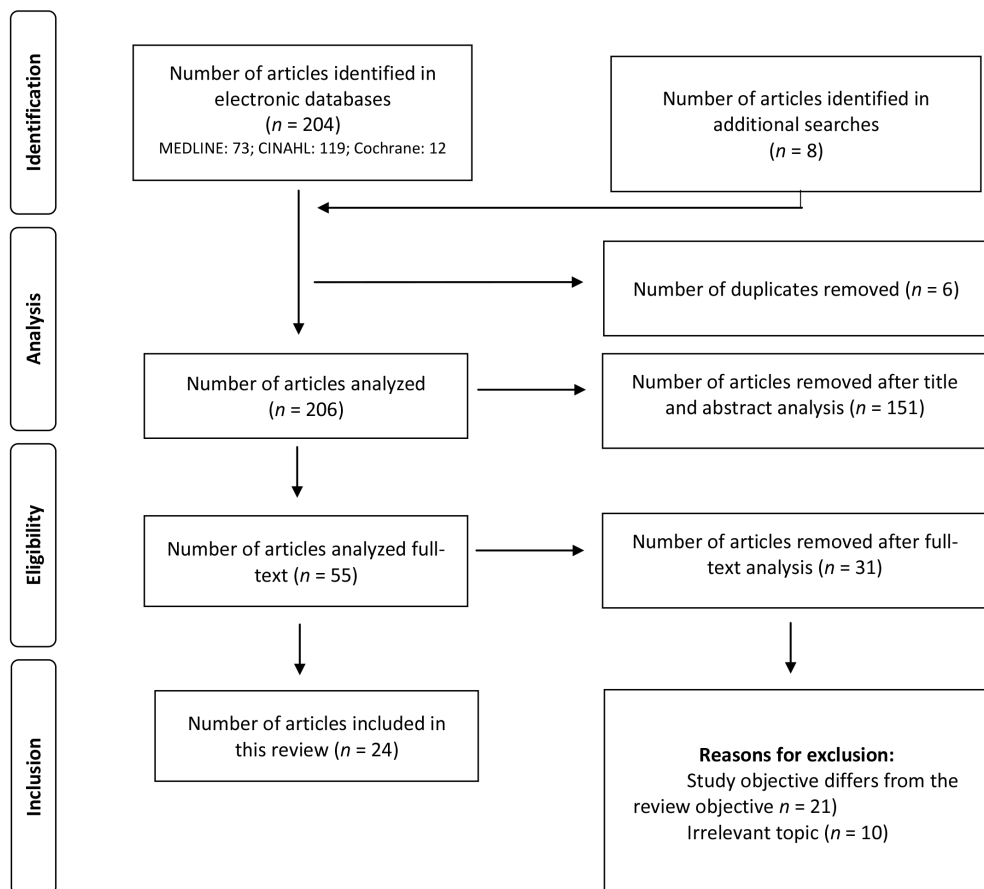 Identification
Number of articles identified in
electronic databases
(n = 204)
MEDLINE: 73; CINAHL: 119; Cochrane: 12
Number of articles identified in
additional searches
(n = 8)
Analysis
Number of duplicates removed (n = 6)
Number of articles analyzed
(n = 206)
Number of articles removed after title
and abstract analysis (n = 151)
Eligibility
Number of articles analyzed full-
text (n = 55)
Number of articles removed after full-
text analysis (n = 31)
Inclusion
Number of articles included in
this review (n = 24)
Reasons for exclusion:
Study objective differs from the
review objective n = 21)
Irrelevant topic (n = 10)